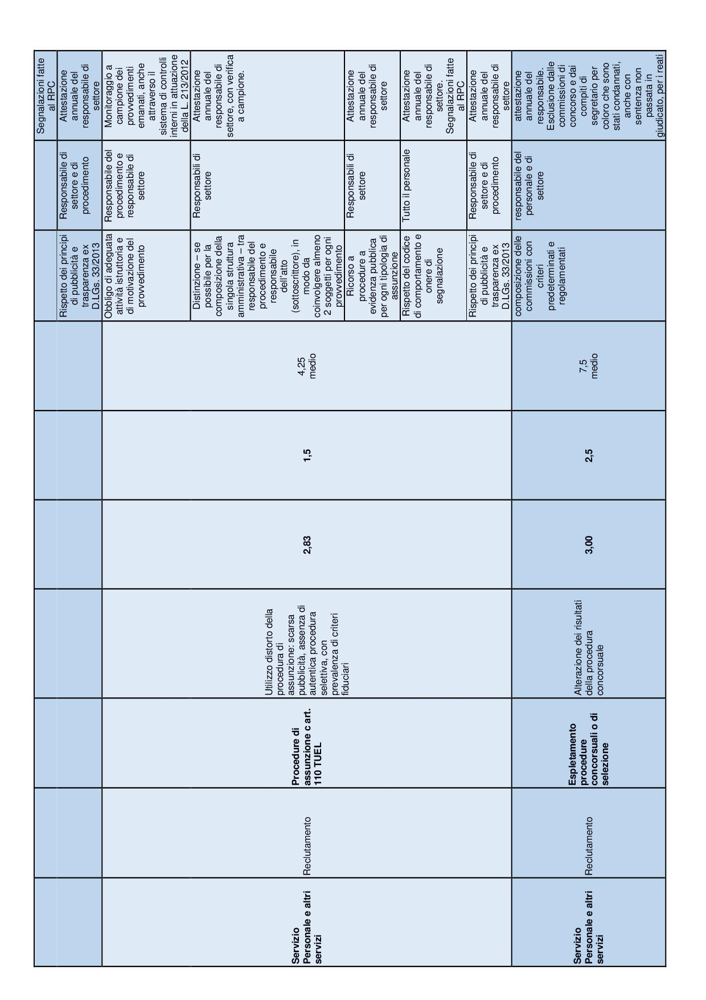 Segnalazioni fatte
al RPC
Rispetto dei principi
di pubblicità e
trasparenza ex
D.LGs. 33/2013
Responsabile di
settore e di
procedimento
Attestazione
annuale del
responsabile di
settore
Servizio
Personale e altri
servizi
Reclutamento
Procedure di
assunzione c art.
110 TUEL
Utilizzo distorto della
procedura di
assunzione: scarsa
pubblicità, assenza di
autentica procedura
selettiva, con
prevalenza di criteri
fiduciari
2,83
1,5
4,25
medio
Obbligo di adeguata
attività istruttoria e
di motivazione del
provvedimento
Responsabile del
procedimento e
responsabile di
settore
Monitoraggio a
campione dei
provvedimenti
emanati, anche
attraverso il
sistema di controlli
interni in attuazione
della L. 213/2012
Distinzione – se
possibile per la
composizione della
singola struttura
amministrativa – tra
responsabile del
procedimento e
responsabile
dell'atto
(sottoscrittore), in
modo da
coinvolgere almeno
2 soggetti per ogni
provvedimento
Responsabili di
settore
Attestazione
annuale del
responsabile di
settore, con verifica
a campione.
Ricorso a
procedure a
evidenza pubblica
per ogni tipologia di
assunzione
Responsabili di
settore
Attestazione
annuale del
responsabile di
settore
Rispetto del codice
di comportamento e
onere di
segnalazione
Tutto il personale
Attestazione
annuale del
responsabile di
settore.
Segnalazioni fatte
al RPC
Rispetto dei principi
di pubblicità e
trasparenza ex
D.LGs. 33/2013
Responsabile di
settore e di
procedimento
Attestazione
annuale del
responsabile di
settore
Servizio
Personale e altri
servizi
Reclutamento
Espletamento
procedure
concorsuali o di
selezione
Alterazione dei risultati
della procedura
concorsuale
3,00
2,5
7,5
medio
composizione delle
commissioni con
criteri
predeterminati e
regolamentati
responsabile del
personale e di
settore
attestazione
annuale del
responsabile.
Esclusione dalle
commissioni di
concorso e dai
compiti di
segretario per
coloro che sono
stati condannati,
anche con
sentenza non
passata in
giudicato, per i reati